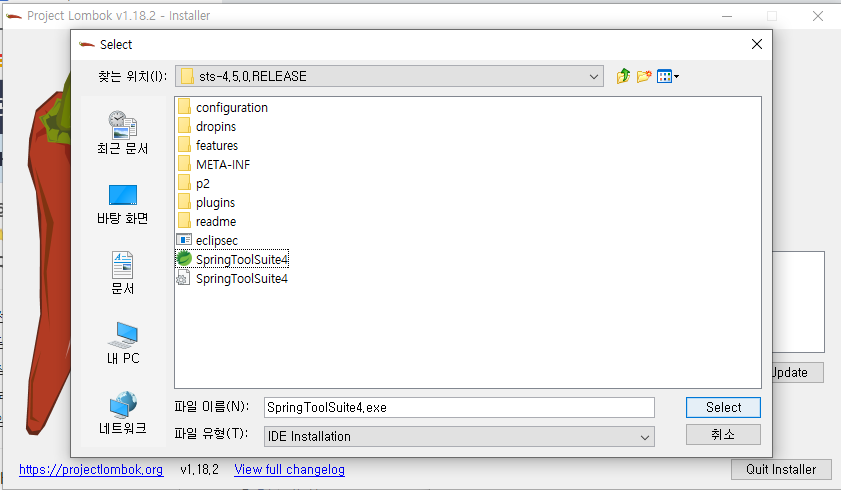 Project Lombok v1.18.2 - Installer
Select
찾는 위치(I):
sts-4.5.0.RELEASE
최근 문서
바탕 화면
문서
내 PC
네트워크
configuration
dropins
features
META-INF
p2
plugins
readme
eclipsec
SpringToolSuite4
SpringToolSuite4
파일 이름(N):
SpringToolSuite4.exe
Select
파일 유형(T):
IDE Installation
취소
Update
https://projectlombok.org
v1.18.2
View full changelog
Quit Installer